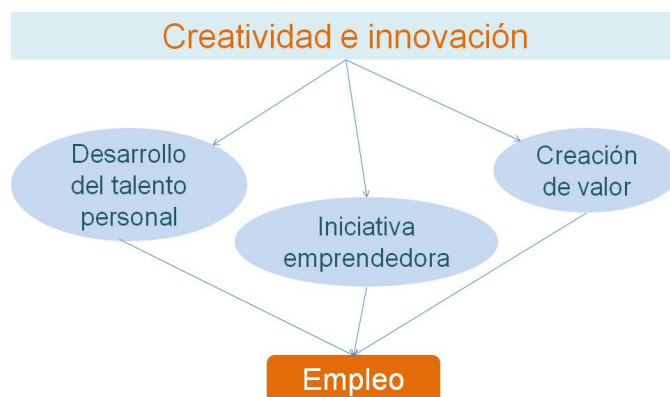 Creatividad e innovación
Desarrollo
del talento
personal
Iniciativa
emprendedora
Creación
de valor
Empleo